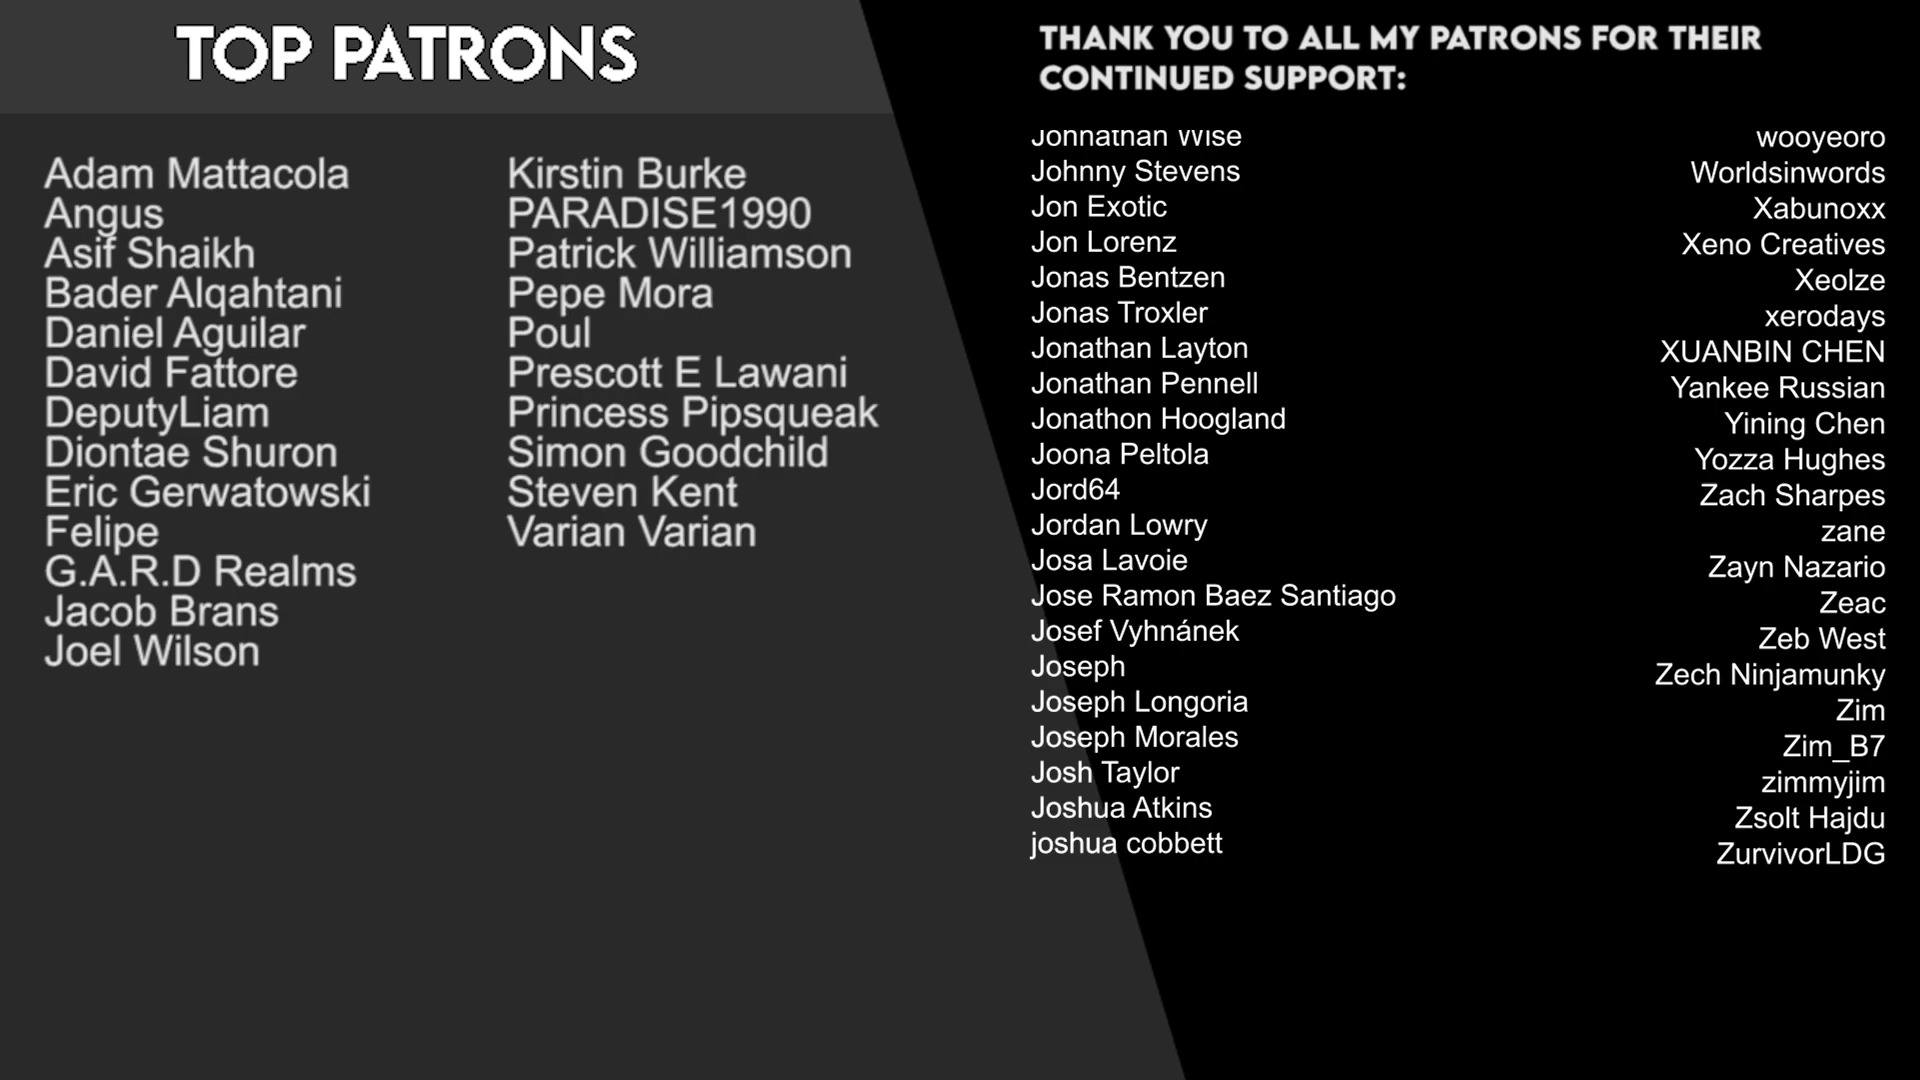 TOP PATRONS
Adam Mattacola
Angus
Asif Shaikh
Bader Alqahtani
Daniel Aguilar
David Fattore
DeputyLiam
Diontae Shuron
Eric Gerwatowski
Felipe
G.A.R.D Realms
Jacob Brans
Joel Wilson
Kirstin Burke
PARADISE1990
Patrick Williamson
Pepe Mora
Poul
Prescott E Lawani
Princess Pipsqueak
Simon Goodchild
Steven Kent
Varian Varian
THANK YOU TO ALL MY PATRONS FOR THEIR
CONTINUED SUPPORT:
Johnathan Wise
Johnny Stevens
Jon Exotic
Jon Lorenz
Jonas Bentzen
Jonas Troxler
Jonathan Layton
Jonathan Pennell
Jonathon Hoogland
Joona Peltola
Jord64
Jordan Lowry
Josa Lavoie
Jose Ramon Baez Santiago
Josef Vyhnánek
Joseph
Joseph Longoria
Joseph Morales
Josh Taylor
Joshua Atkins
joshua cobbett
wooyeoro
Worldsinwords
Xabunoxx
Xeno Creatives
Xeolze
xerodays
XUANBIN CHEN
Yankee Russian
Yining Chen
Yozza Hughes
Zach Sharpes
zane
Zayn Nazario
Zeac
Zeb West
Zech Ninjamunky
Zim
Zim_B7
zimmyjim
Zsolt Hajdu
ZurvivorLDG